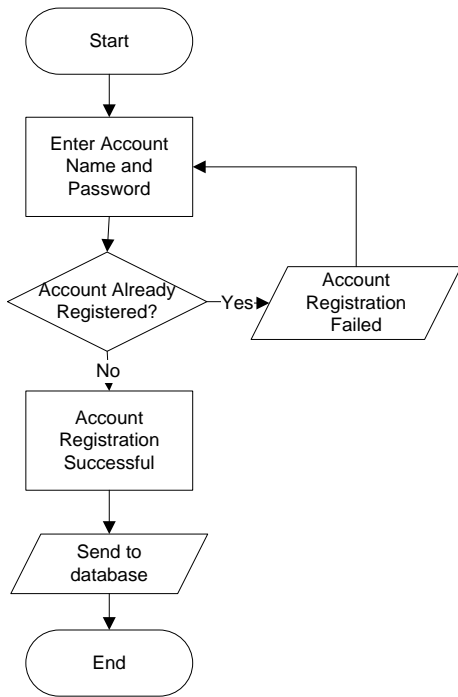 Start
Enter Account
Name and
Password
Account Already
Registered?
Yes
Account
Registration
Failed
No
Account
Registration
Successful
Send to
database
End